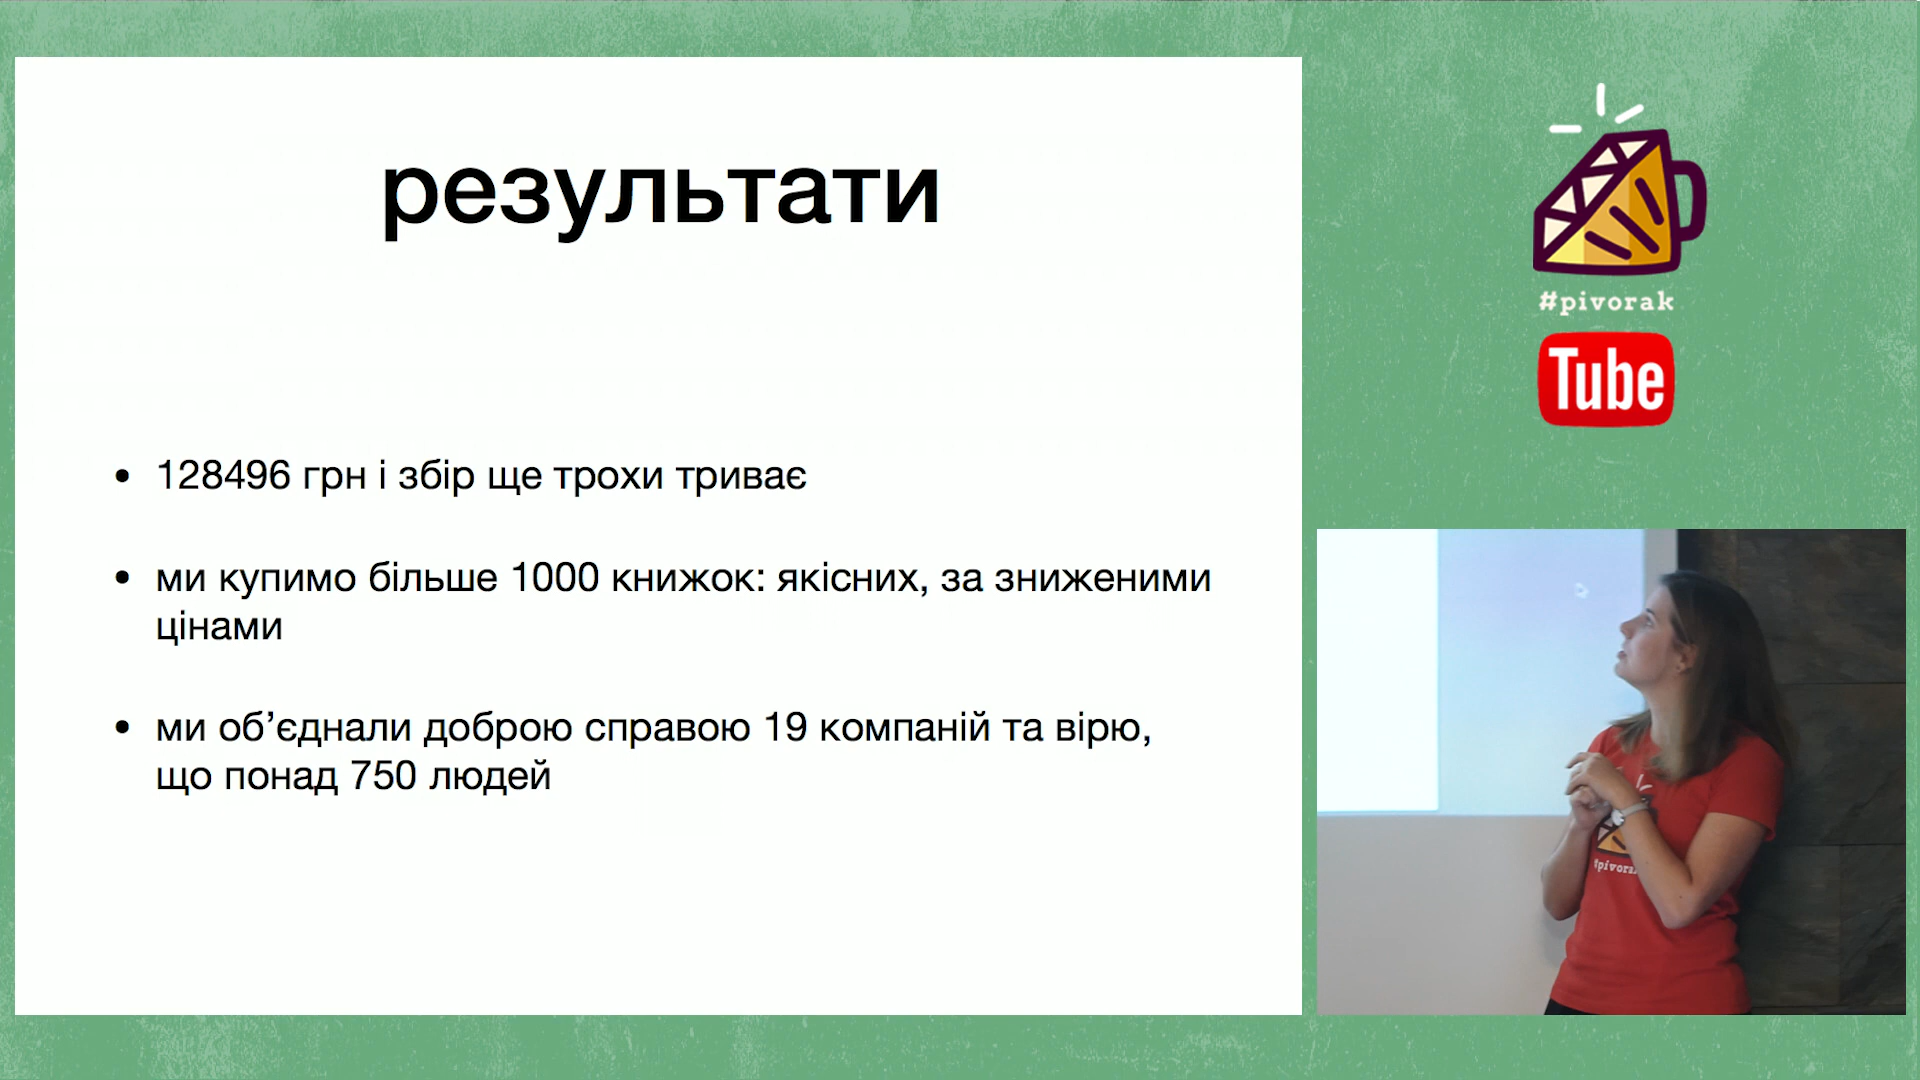 результати
• 128496 грн і збір ще трохи триває
• ми купимо більше 1000 книжок: якісних, за зниженими
цінами
• ми об’єднали доброю справою 19 компаній та вірю,
що понад 750 людей
#pivorak
Tube
#pivorak